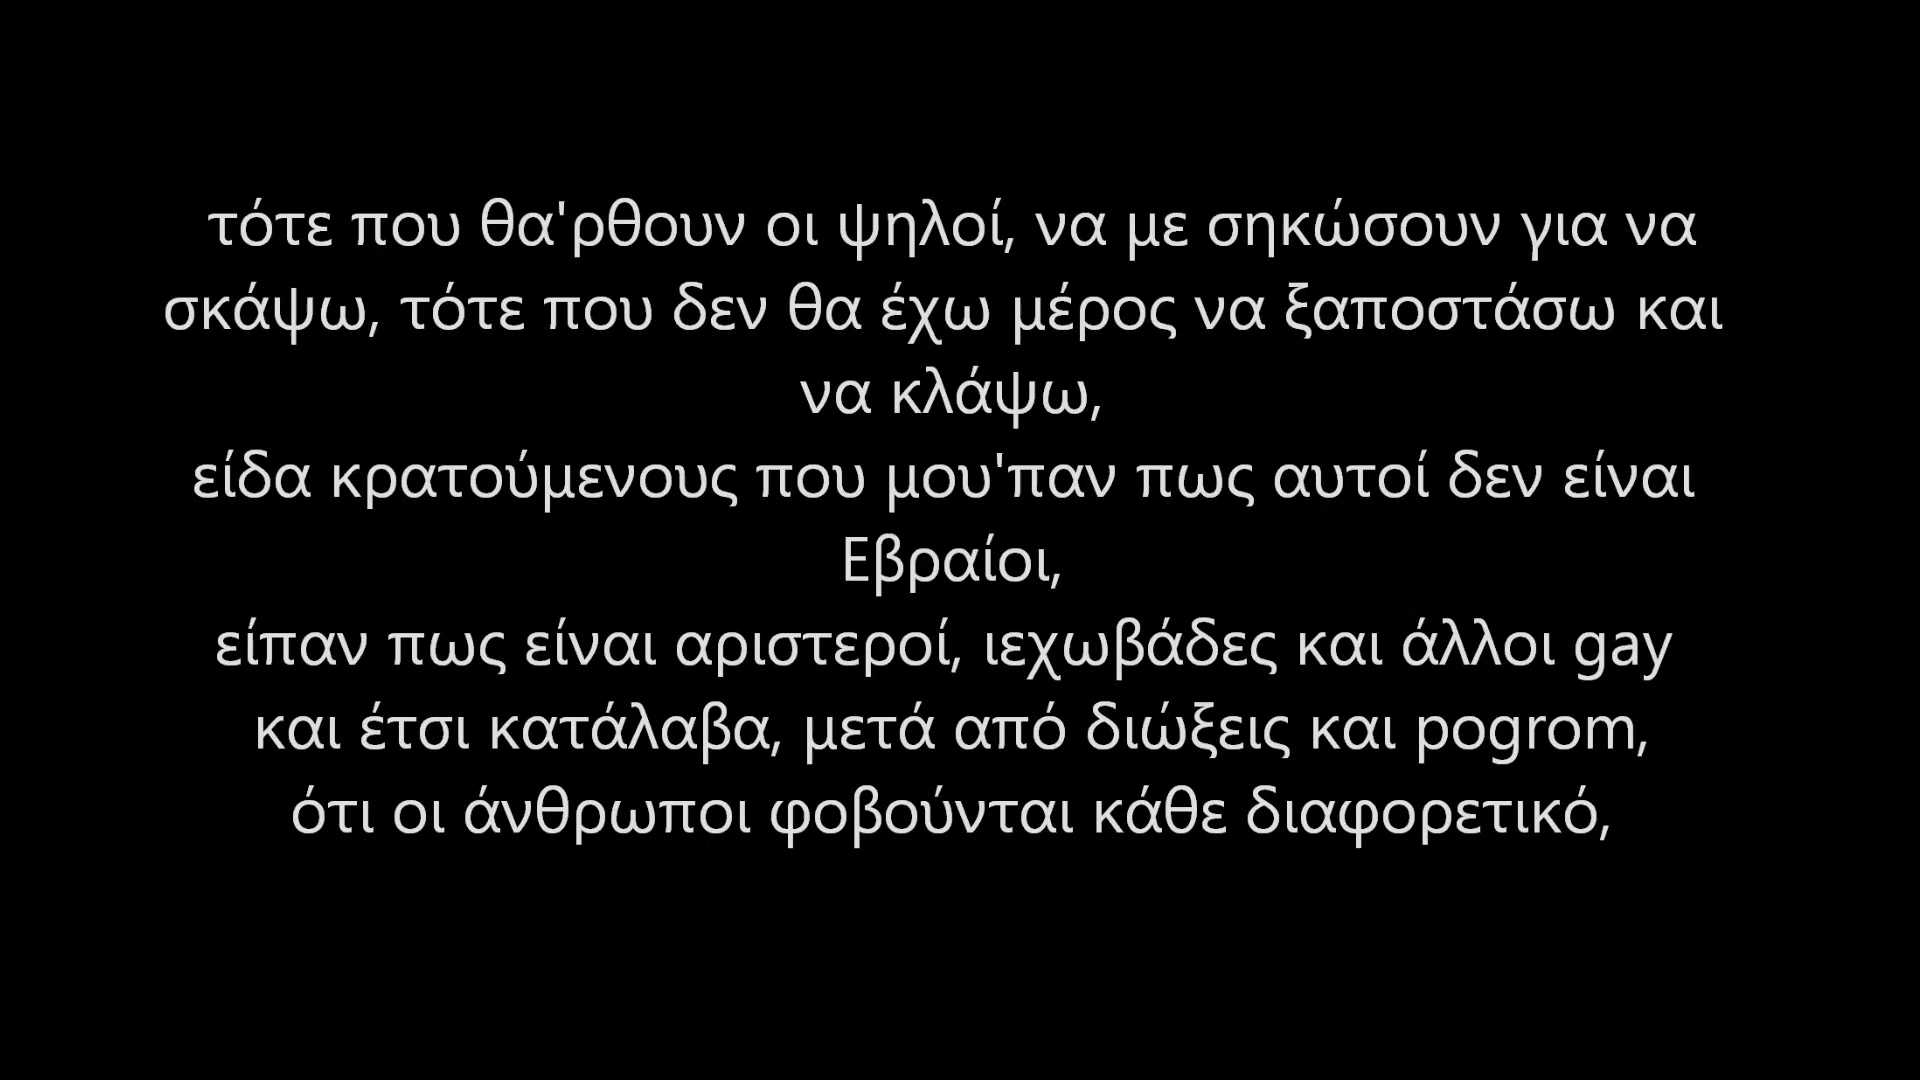 τότε που θα'ρθουν οι ψηλοί, να με σηκώσουν για να
σκάψω, τότε που δεν θα έχω μέρος να ξαποστάσω και
να κλάψω,
είδα κρατούμενους που μου'παν πως αυτοί δεν είναι
Εβραίοι,
είπαν πως είναι αριστεροί, ιεχωβάδες και άλλοι gay
και έτσι κατάλαβα, μετά από διώξεις και pogrom,
ότι οι άνθρωποι φοβούνται κάθε διαφορετικό,